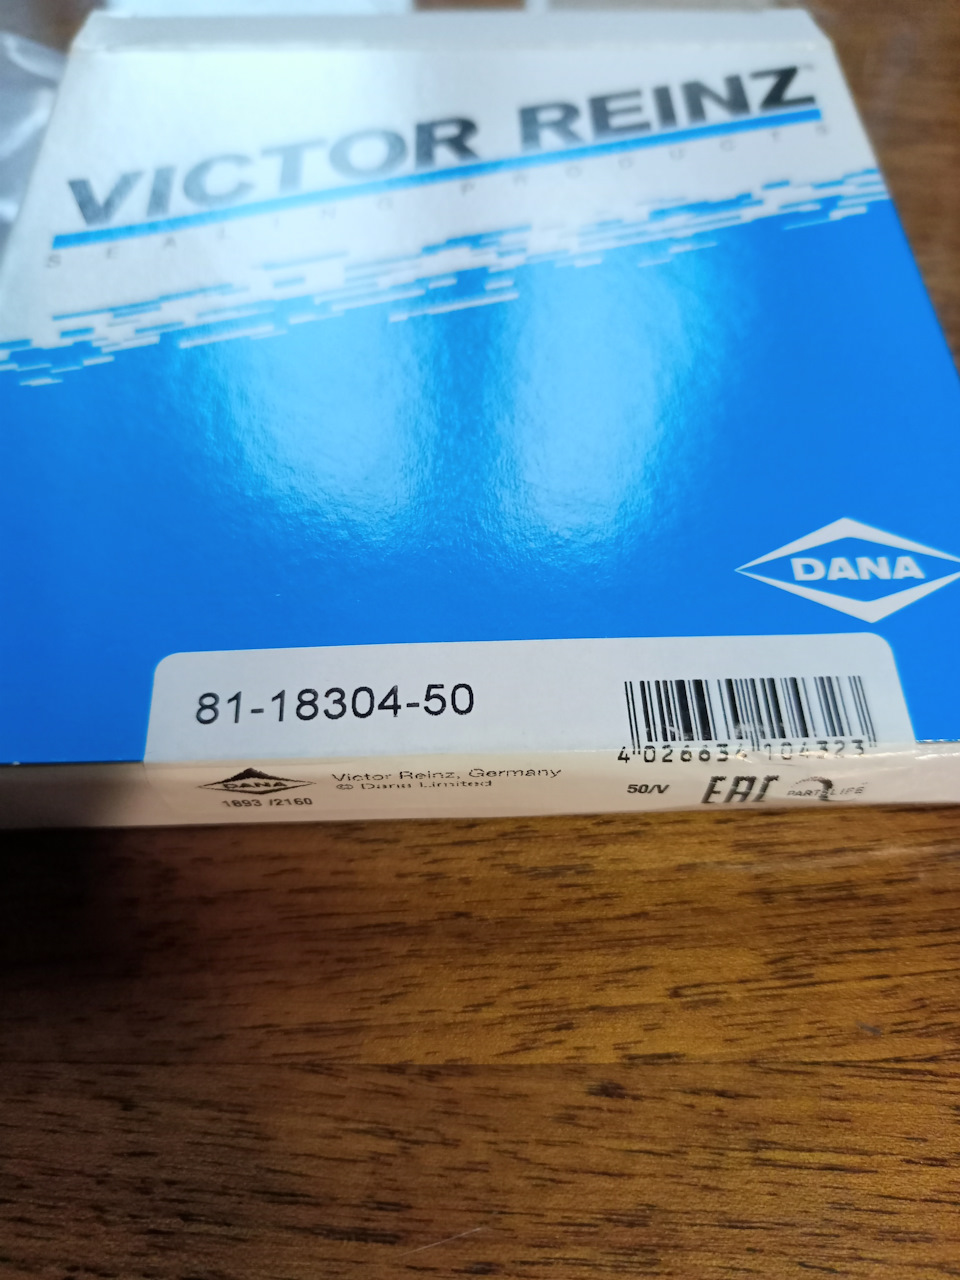 VICTOR REINZ
SEALING PRODUCTS
DANA
81-18304-50
4 026634 104323
DANA
1893 /2160
Victor Reinz, Germany
© Dana Limited
50/V
EAC
PARTSLIFE